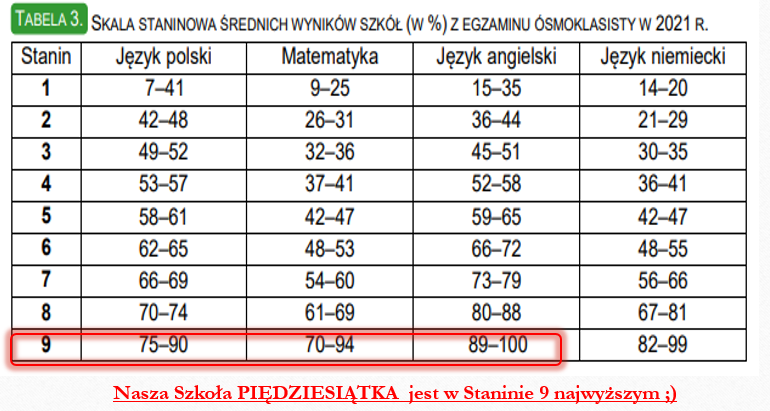 TABELA 3. SKALA STANINOWA ŚREDNICH WYNIKÓW SZKÓŁ (W %) Z EGZAMINU ÓSMOKLASISTY W 2021 R.
Stanin Język polski Matematyka Język angielski Język niemiecki
1 7–41 9–25 15–35 14–20
2 42–48 26–31 36–44 21–29
3 49–52 32–36 45–51 30–35
4 53–57 37–41 52–58 36–41
5 58–61 42–47 59–65 42–47
6 62–65 48–53 66–72 48–55
7 66–69 54–60 73–79 56–66
8 70–74 61–69 80–88 67–81
9 75–90 70–94 89–100 82–99
Nasza Szkoła PIĘDZIESIĄTKA jest w Staninie 9 najwyższym ;)